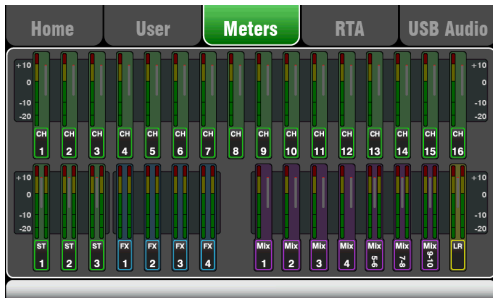 Home User Meters RTA USB Audio
+10 +10
0 0
-10 -10
-20 -20
CH CH CH CH CH CH CH CH CH CH CH CH CH CH CH CH
1 2 3 4 5 6 7 8 9 10 11 12 13 14 15 16
+10 +10
0 0
-10 -10
-20 -20
ST ST ST FX FX FX FX Mix Mix Mix Mix Mix Mix Mix LR
1 2 3 1 2 3 4 1 2 3 4 5-6 7-8 9-10